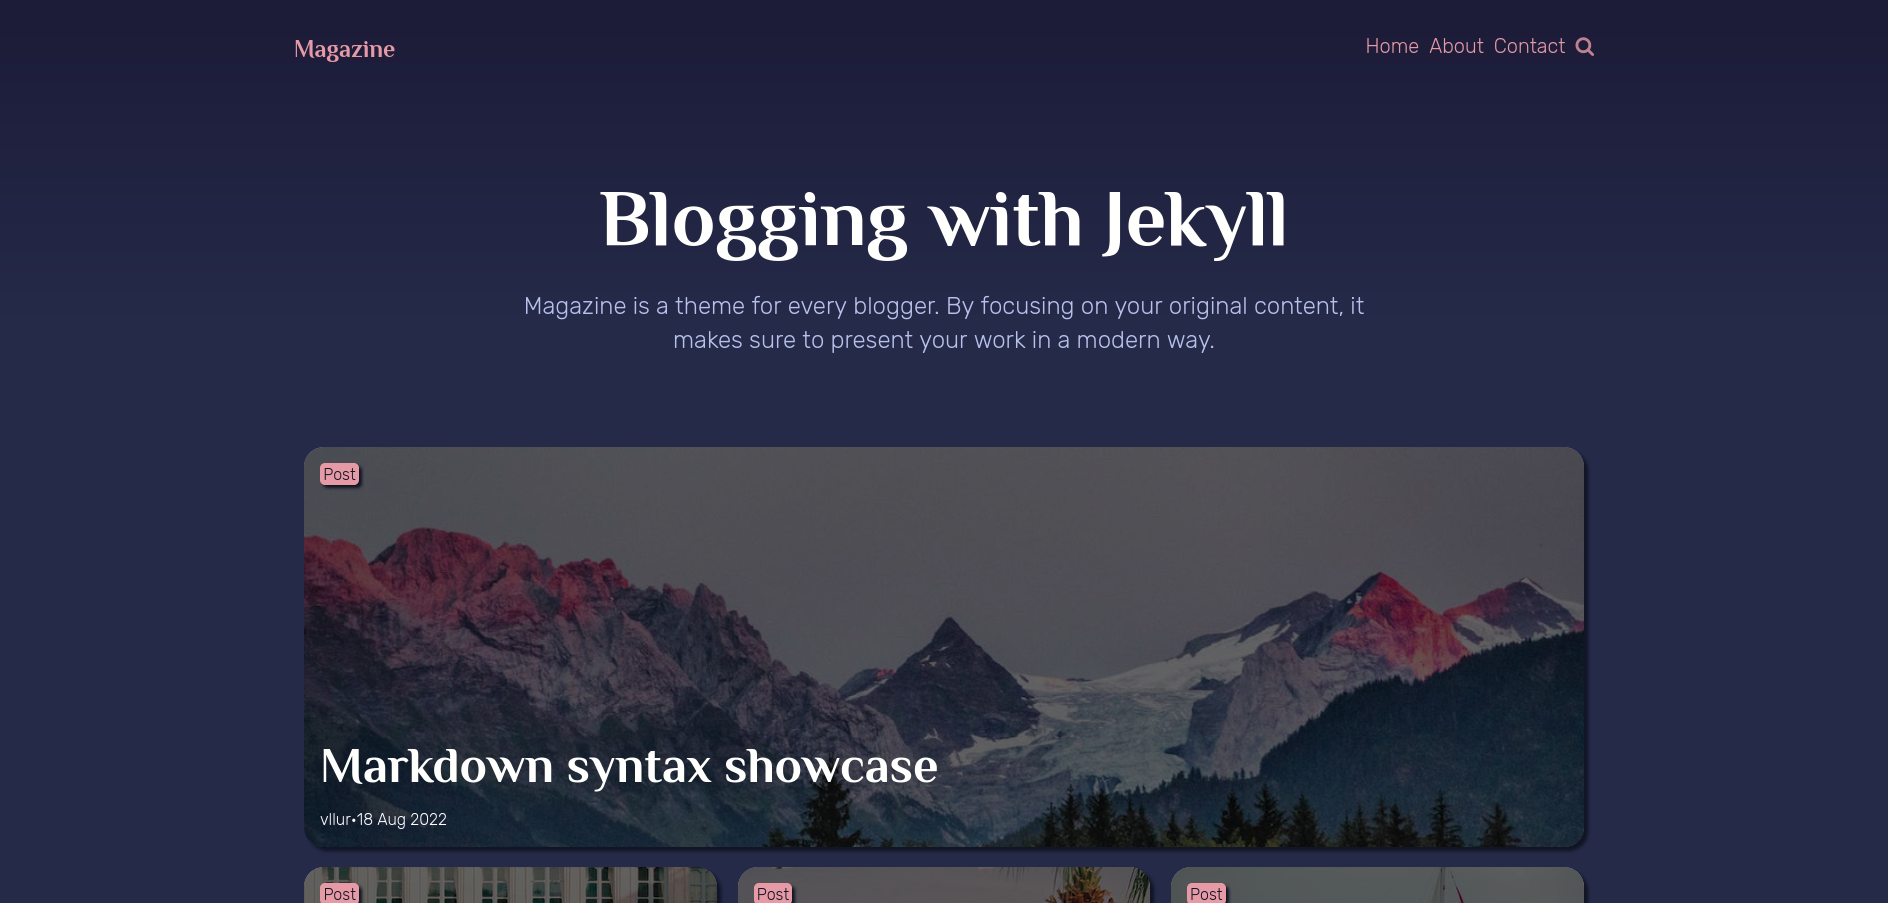 Magazine
Home About Contact
Blogging with Jekyll
Magazine is a theme for every blogger. By focusing on your original content, it
makes sure to present your work in a modern way.
Post
Markdown syntax showcase
vllur•18 Aug 2022
Post
Post
Post